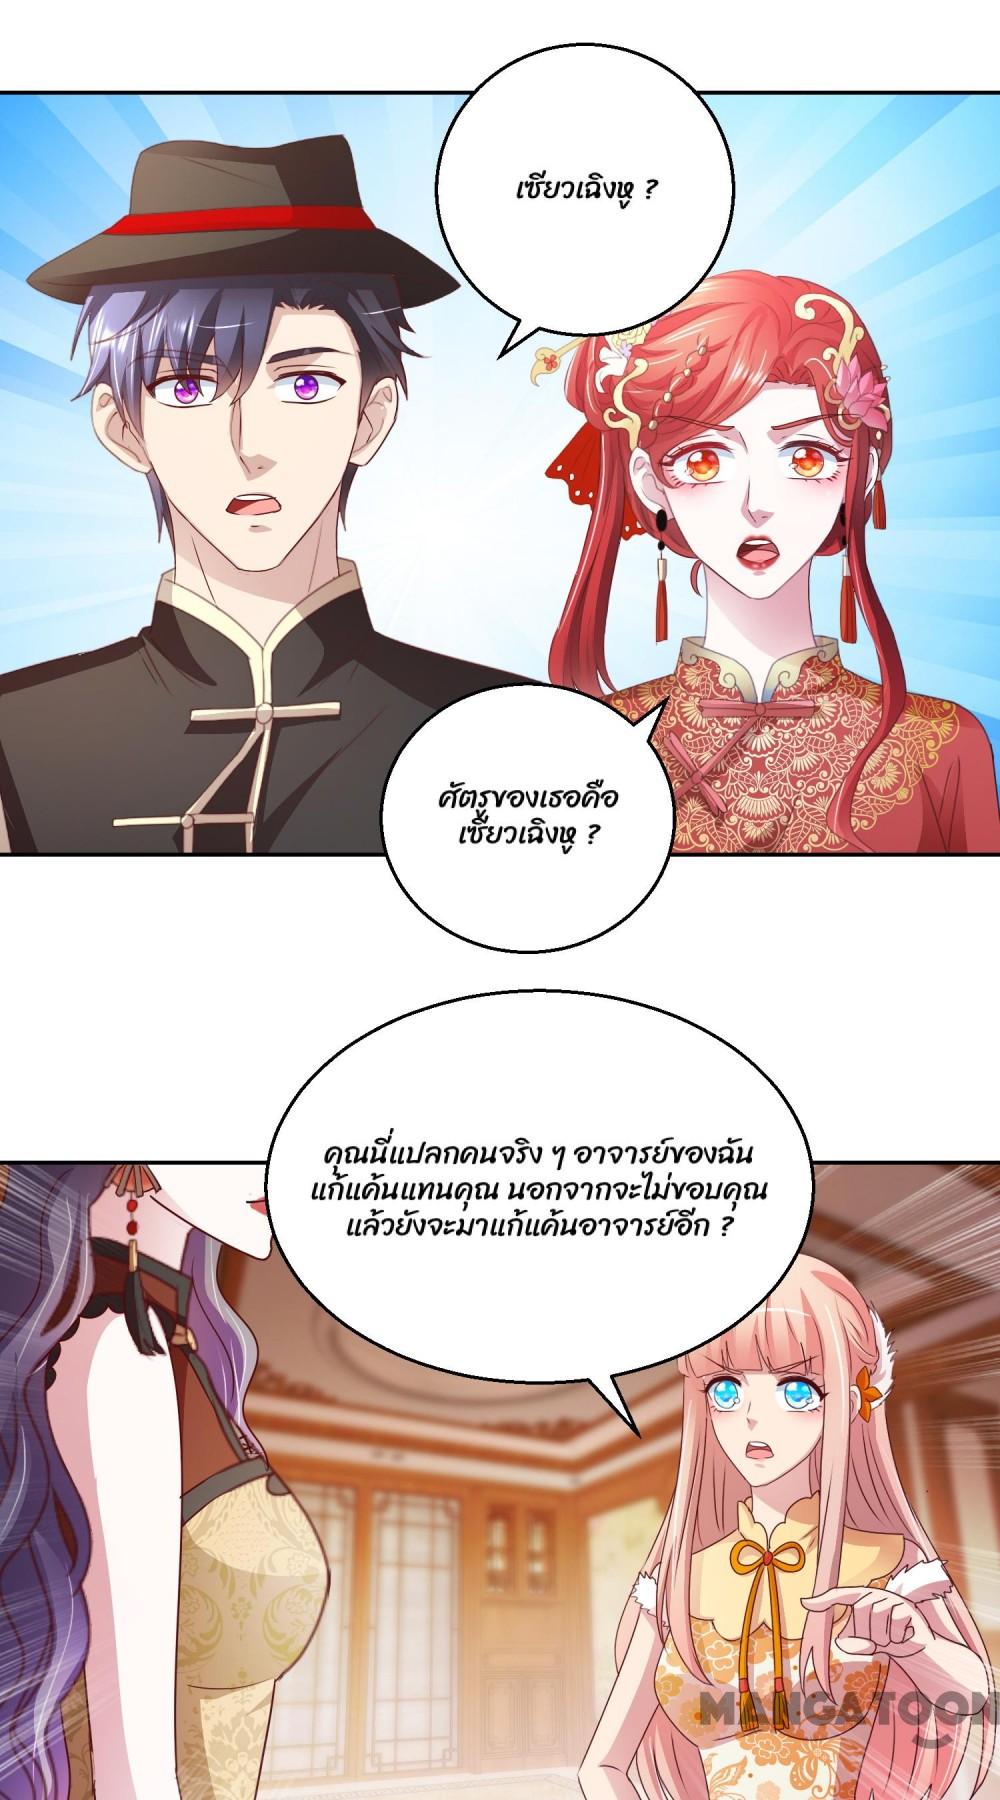 เซียวเฉิงหู ?
ศัตรูของเธอคือ
เซียวเฉิงหู ?
คุณนี่แปลกคนจริง ๆ อาจารย์ของฉัน
แก้แค้นแทนคุณ นอกจากจะไม่ขอบคุณ
แล้วยังจะมาแก้แค้นอาจารย์อีก ?
MANGATOON